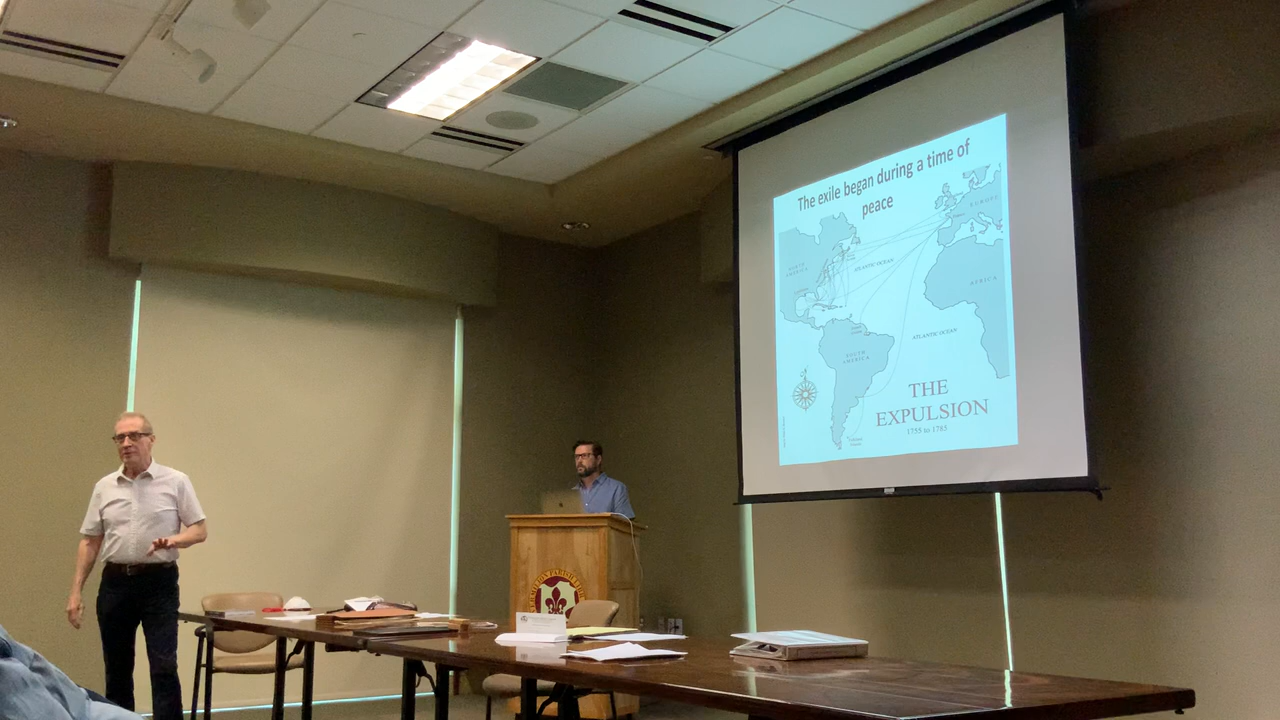 The exile began during a time of
peace
EUROPE
NORTH
AMERICA
ATLANTIC OCEAN
AFRICA
ATLANTIC OCEAN
SOUTH
AMERICA
THE
EXPULSION
1755 to 1785